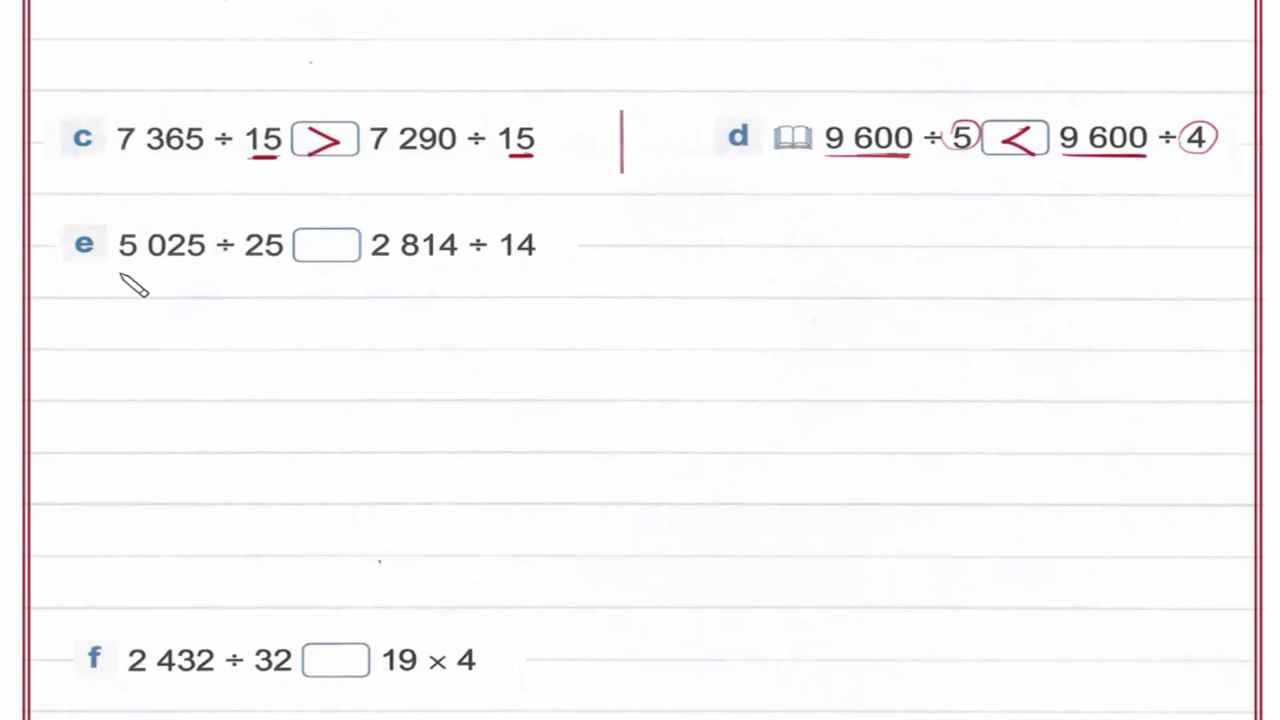 c 7 365 ÷ 15 > 7 290 ÷ 15
d 9 600 ÷ 5 < 9 600 ÷ 4
e 5 025 ÷ 25 2 814 ÷ 14
f 2 432 ÷ 32 19 × 4